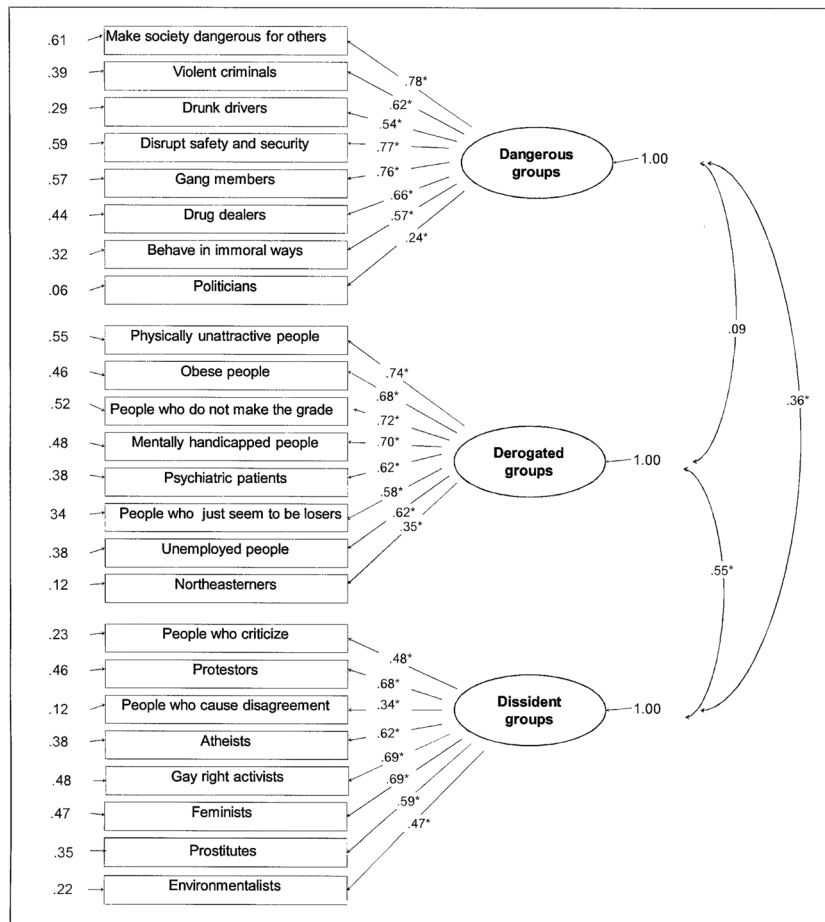 .61 Make society dangerous for others
.78*
.39 Violent criminals
.62*
.29 Drunk drivers
.54*
.59 Disrupt safety and security
.77*
Dangerous
groups
1.00
.57 Gang members
.76*
.44 Drug dealers
.66*
.32 Behave in immoral ways
.57*
.06 Politicians
.24*
.09
.36*
.55 Physically unattractive people
.74*
.46 Obese people
.68*
.52 People who do not make the grade
.72*
.48 Mentally handicapped people
.70*
Derogated
groups
1.00
.38 Psychiatric patients
.62*
34 People who just seem to be losers
.58*
.38 Unemployed people
.62*
.12 Northeasterners
.35*
.55*
.23 People who criticize
.48*
.46 Protestors
.68*
.12 People who cause disagreement
.34*
Dissident
groups
1.00
.38 Atheists
.62*
.48 Gay right activists
.69*
.47 Feminists
.69*
.35 Prostitutes
.59*
.22 Environmentalists
.47*